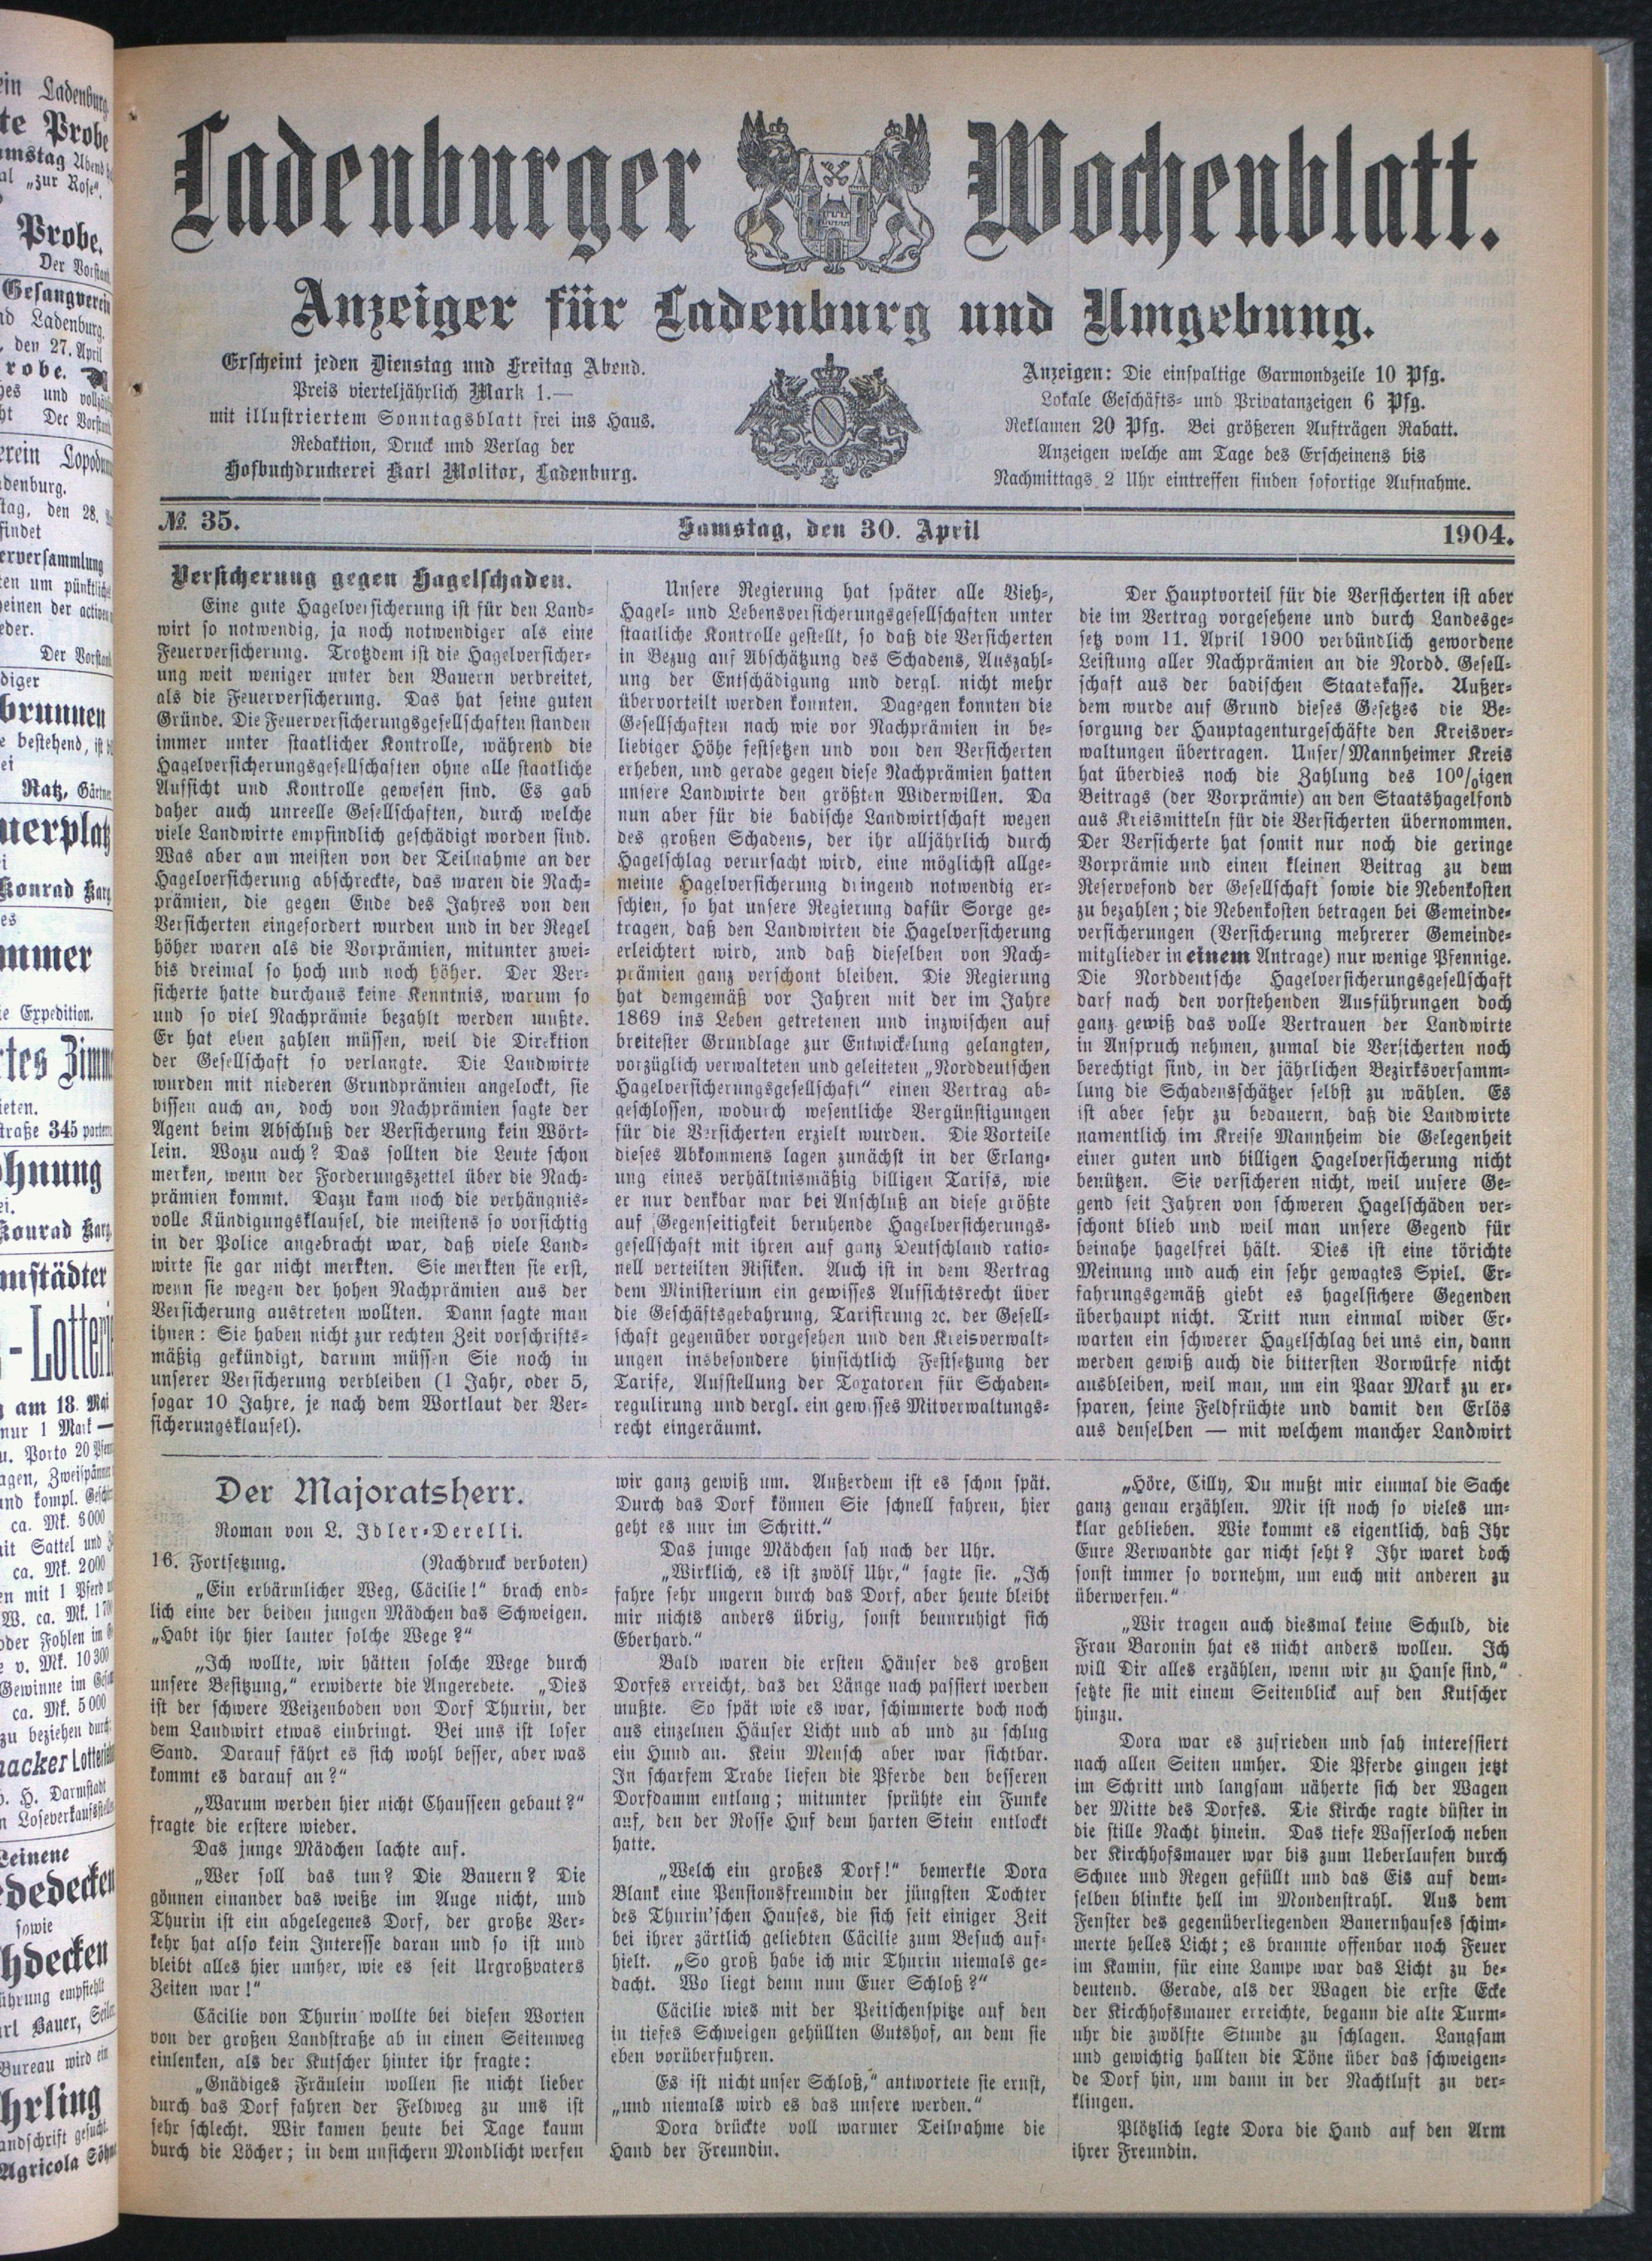 Ladenburger Wochenblatt.
Anzeiger für Ladenburg und Umgebung.
Erscheint jeden Dienstag und Freitag Abend.
Preis vierteljährlich Mark 1.—
mit illustriertem Sonntagsblatt frei ins Haus.
Redaktion, Druck und Verlag der
Hofbuchdruckerei Karl Molitor, Ladenburg.
Anzeigen: Die einspaltige Garmondzeile 10 Pfg.
Lokale Geschäfts- und Privatanzeigen 6 Pfg.
Reklamen 20 Pfg. Bei größeren Aufträgen Rabatt.
Anzeigen welche am Tage des Erscheinens bis
Nachmittags 2 Uhr eintreffen finden sofortige Aufnahme.
№ 35.
Samstag, den 30. April
1904.
Versicherung gegen Hagelschaden.
Eine gute Hagelversicherung ist für den Land-
wirt so notwendig, ja noch notwendiger als eine
Feuerversicherung. Trotzdem ist die Hagelversicher-
ung weit weniger unter den Bauern verbreitet,
als die Feuerversicherung. Das hat seine guten
Gründe. Die Feuerversicherungsgesellschaften standen
immer unter staatlicher Kontrolle, während die
Hagelversicherungsgesellschaften ohne alle staatliche
Aufsicht und Kontrolle gewesen sind. Es gab
daher auch unreelle Gesellschaften, durch welche
viele Landwirte empfindlich geschädigt worden sind.
Was aber am meisten von der Teilnahme an der
Hagelversicherung abschreckte, das waren die Nach-
prämien, die gegen Ende des Jahres von den
Versicherten eingefordert wurden und in der Regel
höher waren als die Vorprämien, mitunter zwei-
bis dreimal so hoch und noch höher. Der Ver-
sicherte hatte durchaus keine Kenntnis, warum so
und so viel Nachprämie bezahlt werden mußte.
Er hat eben zahlen müssen, weil die Direktion
der Gesellschaft so verlangte. Die Landwirte
wurden mit niederen Grundprämien angelockt, sie
bissen auch an, doch von Nachprämien sagte der
Agent beim Abschluß der Versicherung kein Wört-
lein. Wozu auch? Das sollten die Leute schon
merken, wenn der Forderungszettel über die Nach-
prämien kommt. Dazu kam noch die verhängnis-
volle Kündigungsklausel, die meistens so vorsichtig
in der Police angebracht war, daß viele Land-
wirte sie gar nicht merkten. Sie merkten sie erst,
wenn sie wegen der hohen Nachprämien aus der
Versicherung austreten wollten. Dann sagte man
ihnen: Sie haben nicht zur rechten Zeit vorschrifts-
mäßig gekündigt, darum müssen Sie noch in
unserer Versicherung verbleiben (1 Jahr, oder 5,
sogar 10 Jahre, je nach dem Wortlaut der Ver-
sicherungsklausel).
Unsere Regierung hat später alle Vieh-,
Hagel- und Lebensversicherungsgesellschaften unter
staatliche Kontrolle gestellt, so daß die Versicherten
in Bezug auf Abschätzung des Schadens, Auszahl-
ung der Entschädigung und dergl. nicht mehr
übervorteilt werden konnten. Dagegen konnten die
Gesellschaften nach wie vor Nachprämien in be-
liebiger Höhe festsetzen und von den Versicherten
erheben, und gerade gegen diese Nachprämien hatten
unsere Landwirte den größten Widerwillen. Da
nun aber für die badische Landwirtschaft wegen
des großen Schadens, der ihr alljährlich durch
Hagelschlag verursacht wird, eine möglichst allge-
meine Hagelversicherung dringend notwendig er-
schien, so hat unsere Regierung dafür Sorge ge-
tragen, daß den Landwirten die Hagelversicherung
erleichtert wird, und daß dieselben von Nach-
prämien ganz verschont bleiben. Die Regierung
hat demgemäß vor Jahren mit der im Jahre
1869 ins Leben getretenen und inzwischen auf
breitester Grundlage zur Entwickelung gelangten,
vorzüglich verwalteten und geleiteten „Norddeutschen
Hagelversicherungsgesellschaft“ einen Vertrag ab-
geschlossen, wodurch wesentliche Vergünstigungen
für die Versicherten erzielt wurden. Die Vorteile
dieses Abkommens lagen zunächst in der Erlang-
ung eines verhältnismäßig billigen Tarifs, wie
er nur denkbar war bei Anschluß an diese größte
auf Gegenseitigkeit beruhende Hagelversicherungs-
gesellschaft mit ihren auf ganz Deutschland ratio-
nell verteilten Risiken. Auch ist in dem Vertrag
dem Ministerium ein gewisses Aufsichtsrecht über
die Geschäftsgebahrung, Tarifirung ꝛc. der Gesell-
schaft gegenüber vorgesehen und den Kreisverwalt-
ungen insbesondere hinsichtlich Festsetzung der
Tarife, Aufstellung der Taxatoren für Schaden-
regulirung und dergl. ein gewisses Mitverwaltungs-
recht eingeräumt.
Der Hauptvorteil für die Versicherten ist aber
die im Vertrag vorgesehene und durch Landesge-
setz vom 11. April 1900 verbündlich gewordene
Leistung aller Nachprämien an die Nordd. Gesell-
schaft aus der badischen Staatskasse. Außer-
dem wurde auf Grund dieses Gesetzes die Be-
sorgung der Hauptagenturgeschäfte den Kreisver-
waltungen übertragen. Unser Mannheimer Kreis
hat überdies noch die Zahlung des 10%igen
Beitrags (der Vorprämie) an den Staatshagelfond
aus Kreismitteln für die Versicherten übernommen.
Der Versicherte hat somit nur noch die geringe
Vorprämie und einen kleinen Beitrag zu dem
Reservefond der Gesellschaft sowie die Nebenkosten
zu bezahlen; die Nebenkosten betragen bei Gemeinde-
versicherungen (Versicherung mehrerer Gemeinde-
mitglieder in einem Antrage) nur wenige Pfennige.
Die Norddeutsche Hagelversicherungsgesellschaft
darf nach den vorstehenden Ausführungen doch
ganz gewiß das volle Vertrauen der Landwirte
in Anspruch nehmen, zumal die Versicherten noch
berechtigt sind, in der jährlichen Bezirksversamm-
lung die Schadensschätzer selbst zu wählen. Es
ist aber sehr zu bedauern, daß die Landwirte
namentlich im Kreise Mannheim die Gelegenheit
einer guten und billigen Hagelversicherung nicht
benützen. Sie versicheren nicht, weil unsere Ge-
gend seit Jahren von schweren Hagelschäden ver-
schont blieb und weil man unsere Gegend für
beinahe hagelfrei hält. Dies ist eine törichte
Meinung und auch ein sehr gewagtes Spiel. Er-
fahrungsgemäß giebt es hagelsichere Gegenden
überhaupt nicht. Tritt nun einmal wider Er-
warten ein schwerer Hagelschlag bei uns ein, dann
werden gewiß auch die bittersten Vorwürfe nicht
ausbleiben, weil man, um ein Paar Mark zu er-
sparen, seine Feldfrüchte und damit den Erlös
aus denselben — mit welchem mancher Landwirt
Der Majoratsherr.
Roman von L. Idler-Derelli.
16. Fortsetzung. (Nachdruck verboten)
„Ein erbärmlicher Weg, Cäcilie!“ brach end-
lich eine der beiden jungen Mädchen das Schweigen.
„Habt ihr hier lauter solche Wege?“
„Ich wollte, wir hätten solche Wege durch
unsere Besitzung,“ erwiderte die Angeredete. „Dies
ist der schwere Weizenboden von Dorf Thurin, der
dem Landwirt etwas einbringt. Bei uns ist loser
Sand. Darauf fährt es sich wohl besser, aber was
kommt es darauf an?“
„Warum werden hier nicht Chausseen gebaut?“
fragte die erstere wieder.
Das junge Mädchen lachte auf.
„Wer soll das tun? Die Bauern? Die
gönnen einander das weiße im Auge nicht, und
Thurin ist ein abgelegenes Dorf, der große Ver-
kehr hat also kein Interesse daran und so ist und
bleibt alles hier umher, wie es seit Urgroßvaters
Zeiten war!“
Cäcilie von Thurin wollte bei diesen Worten
von der großen Landstraße ab in einen Seitenweg
einlenken, als der Kutscher hinter ihr fragte:
„Gnädiges Fräulein wollen sie nicht lieber
durch das Dorf fahren der Feldweg zu uns ist
sehr schlecht. Wir kamen heute bei Tage kaum
durch die Löcher; in dem unsichern Mondlicht werfen
wir ganz gewiß um. Außerdem ist es schon spät.
Durch das Dorf können Sie schnell fahren, hier
geht es nur im Schritt.“
Das junge Mädchen sah nach der Uhr.
„Wirklich, es ist zwölf Uhr,“ sagte sie. „Ich
fahre sehr ungern durch das Dorf, aber heute bleibt
mir nichts anders übrig, sonst beunruhigt sich
Eberhard.“
Bald waren die ersten Häuser des großen
Dorfes erreicht, das der Länge nach passiert werden
mußte. So spät wie es war, schimmerte doch noch
aus einzelnen Häuser Licht und ab und zu schlug
ein Hund an. Kein Mensch aber war sichtbar.
In scharfem Trabe liefen die Pferde den besseren
Dorfdamm entlang; mitunter sprühte ein Funke
auf, den der Rosse Huf dem harten Stein entlockt
hatte.
„Welch ein großes Dorf!“ bemerkte Dora
Blank eine Pensionsfreundin der jüngsten Tochter
des Thurin'schen Hauses, die sich seit einiger Zeit
bei ihrer zärtlich geliebten Cäcilie zum Besuch auf-
hielt. „So groß habe ich mir Thurin niemals ge-
dacht. Wo liegt denn nun Euer Schloß?“
Cäcilie wies mit der Peitschenspitze auf den
in tiefes Schweigen gehüllten Gutshof, an dem sie
eben vorüberfuhren.
„Es ist nicht unser Schloß,“ antwortete sie ernst,
„und niemals wird es das unsere werden.“
Dora drückte voll warmer Teilnahme die
Hand der Freundin.
„Höre, Cilly, Du mußt mir einmal die Sache
ganz genau erzählen. Mir ist noch so vieles un-
klar geblieben. Wie kommt es eigentlich, daß Ihr
Eure Verwandte gar nicht seht? Ihr waret doch
sonst immer so vornehm, um euch mit anderen zu
überwerfen.“
„Wir tragen auch diesmal keine Schuld, die
Frau Baronin hat es nicht anders wollen. Ich
will Dir alles erzählen, wenn wir zu Hause sind,“
setzte sie mit einem Seitenblick auf den Kutscher
hinzu.
Dora war es zufrieden und sah interessiert
nach allen Seiten umher. Die Pferde gingen jetzt
im Schritt und langsam näherte sich der Wagen
der Mitte des Dorfes. Die Kirche ragte düster in
die stille Nacht hinein. Das tiefe Wasserloch neben
der Kirchhofsmauer war bis zum Ueberlaufen durch
Schnee und Regen gefüllt und das Eis auf dem-
selben blinkte hell im Mondenstrahl. Aus dem
Fenster des gegenüberliegenden Bauernhauses schim-
merte helles Licht; es brannte offenbar noch Feuer
im Kamin, für eine Lampe war das Licht zu be-
deutend. Gerade, als der Wagen die erste Ecke
der Kirchhofsmauer erreichte, begann die alte Turm-
uhr die zwölfte Stunde zu schlagen. Langsam
und gewichtig hallten die Töne über das schweigen-
de Dorf hin, um dann in der Nachtluft zu ver-
klingen.
Plötzlich legte Dora die Hand auf den Arm
ihrer Freundin.